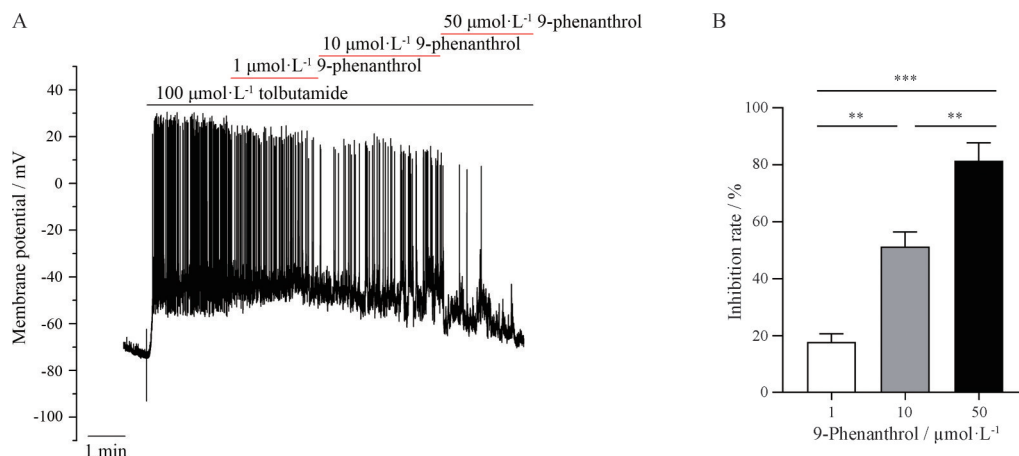 A
50 μmol·L⁻¹ 9-phenanthrol
10 μmol·L⁻¹ 9-phenanthrol
1 μmol·L⁻¹ 9-phenanthrol
100 μmol·L⁻¹ tolbutamide
Membrane potential / mV
40
20
0
-20
-40
-60
-80
-100
1 min
B
***
** **
Inhibition rate / %
100
80
60
40
20
0
1 10 50
9-Phenanthrol / μmol·L⁻¹